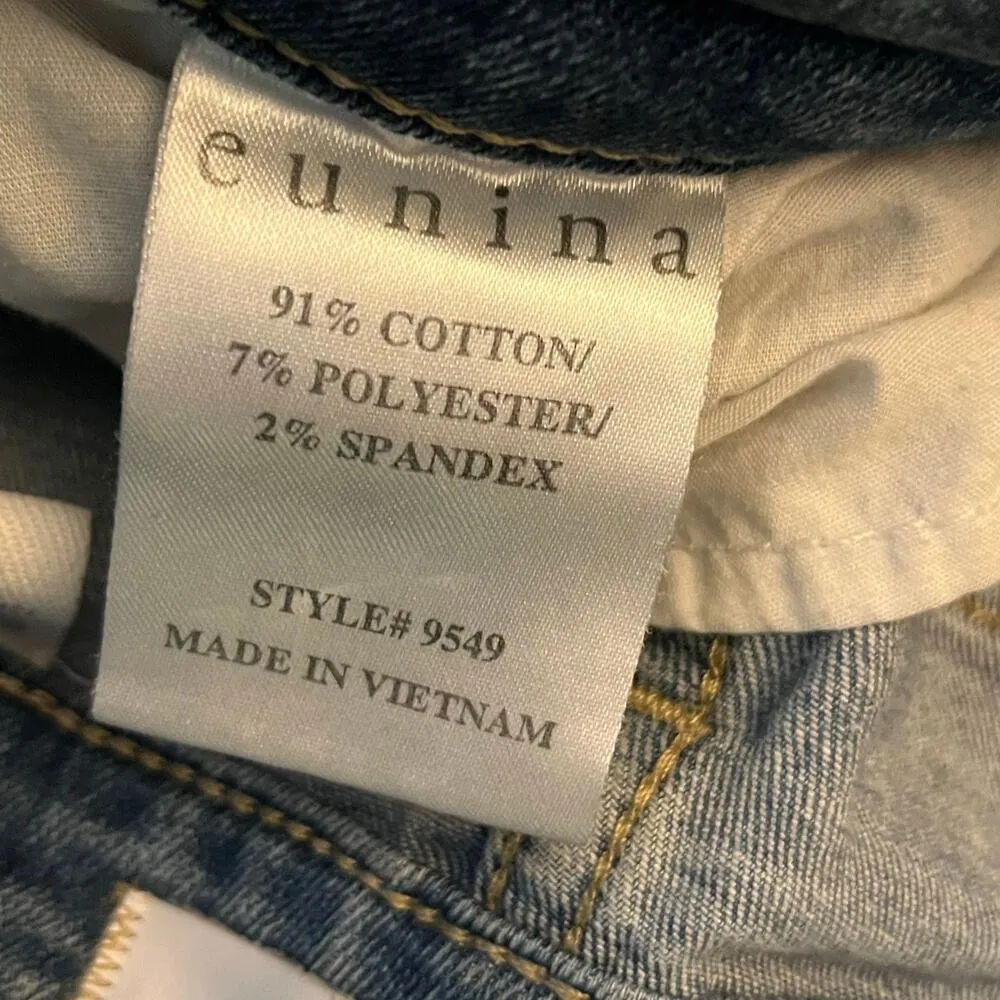 eunina
91% COTTON/
7% POLYESTER/
2% SPANDEX
STYLE# 9549
MADE IN VIETNAM